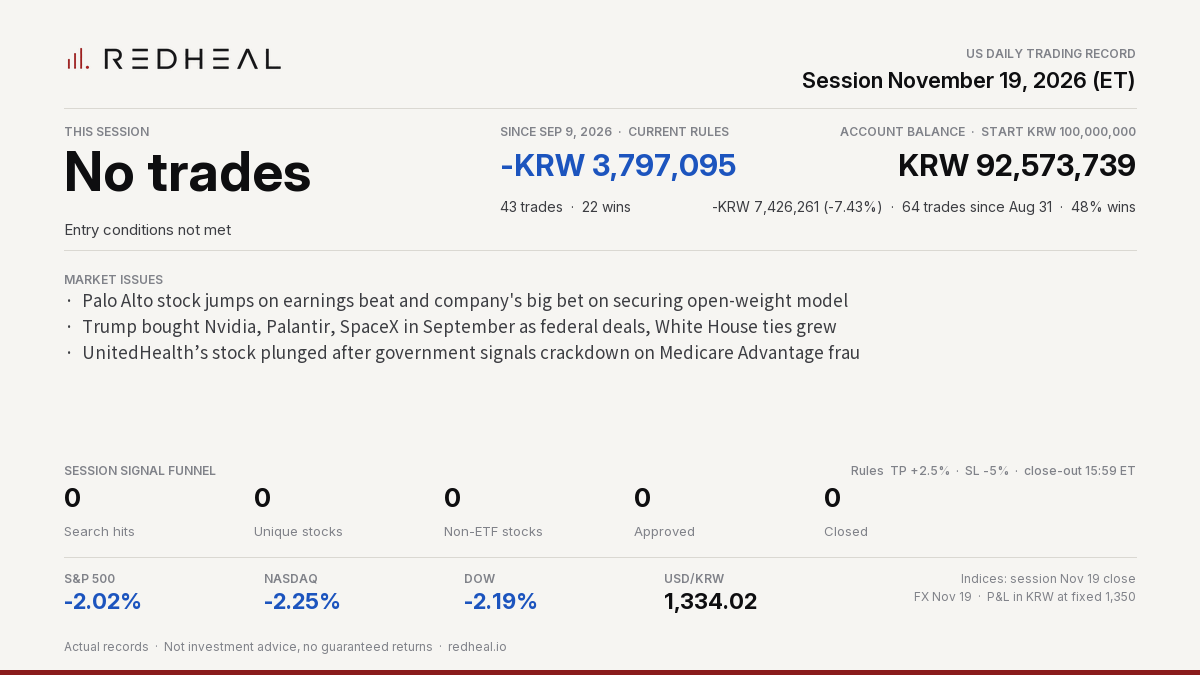 REDHEAL
US DAILY TRADING RECORD
Session November 19, 2026 (ET)
THIS SESSION
No trades
Entry conditions not met
SINCE SEP 9, 2026 · CURRENT RULES
-KRW 3,797,095
43 trades · 22 wins
ACCOUNT BALANCE · START KRW 100,000,000
KRW 92,573,739
-KRW 7,426,261 (-7.43%) · 64 trades since Aug 31 · 48% wins
MARKET ISSUES
· Palo Alto stock jumps on earnings beat and company's big bet on securing open-weight model
· Trump bought Nvidia, Palantir, SpaceX in September as federal deals, White House ties grew
· UnitedHealth’s stock plunged after government signals crackdown on Medicare Advantage frau
SESSION SIGNAL FUNNEL
Rules TP +2.5% · SL -5% · close-out 15:59 ET
0
Search hits
0
Unique stocks
0
Non-ETF stocks
0
Approved
0
Closed
S&P 500
-2.02%
NASDAQ
-2.25%
DOW
-2.19%
USD/KRW
1,334.02
Indices: session Nov 19 close
FX Nov 19 · P&L in KRW at fixed 1,350
Actual records · Not investment advice, no guaranteed returns · redheal.io